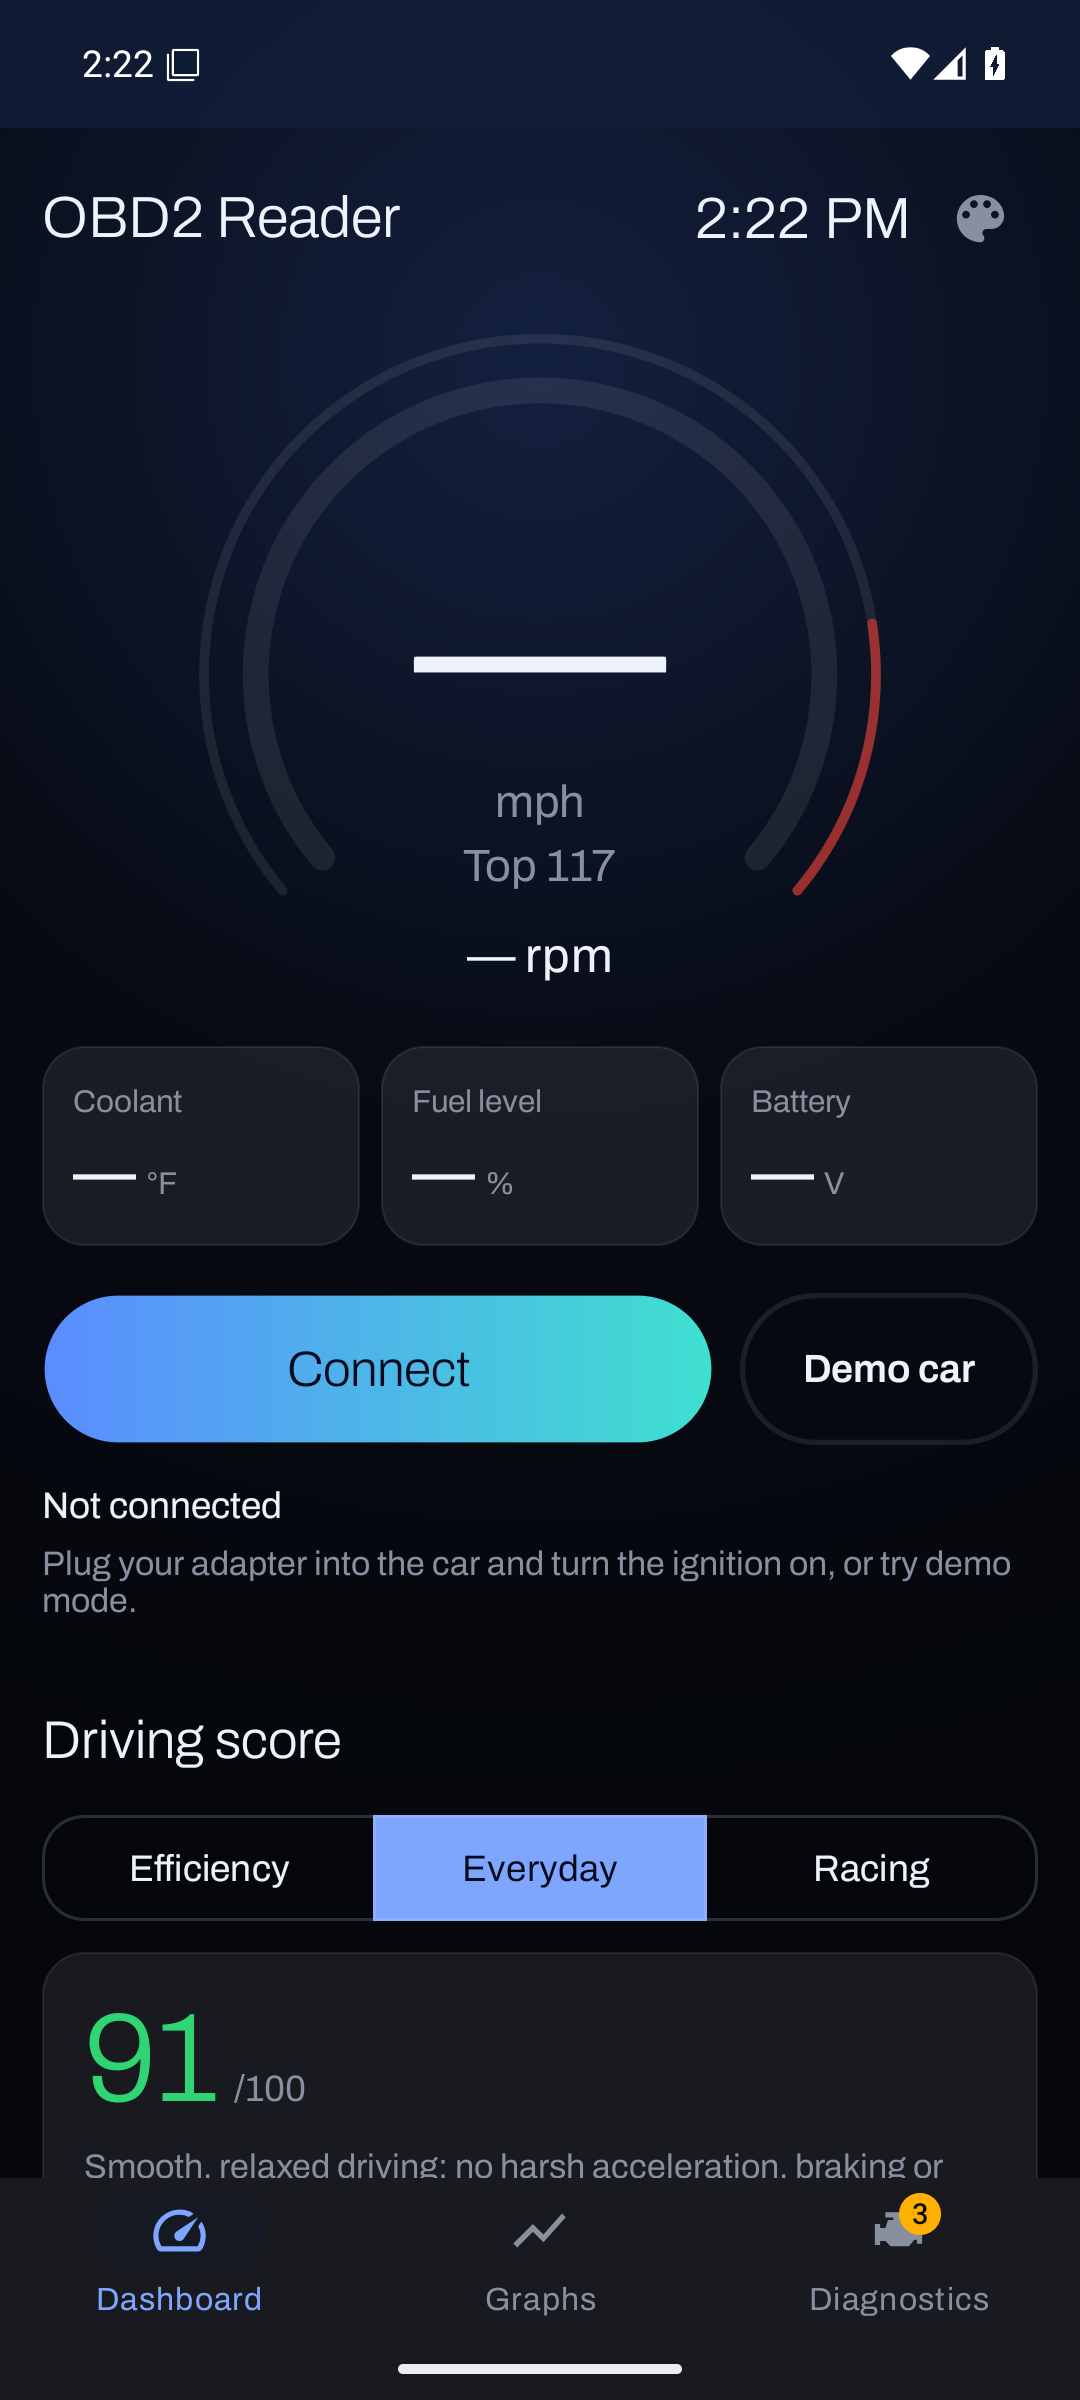 2:22
OBD2 Reader
2:22 PM
—
mph
Top 117
— rpm
Coolant
Fuel level
Battery
— °F
— %
— V
Connect
Demo car
Not connected
Plug your adapter into the car and turn the ignition on, or try demo
mode.
Driving score
Efficiency
Everyday
Racing
91 /100
Smooth, relaxed driving: no harsh acceleration, braking or
3
Dashboard
Graphs
Diagnostics